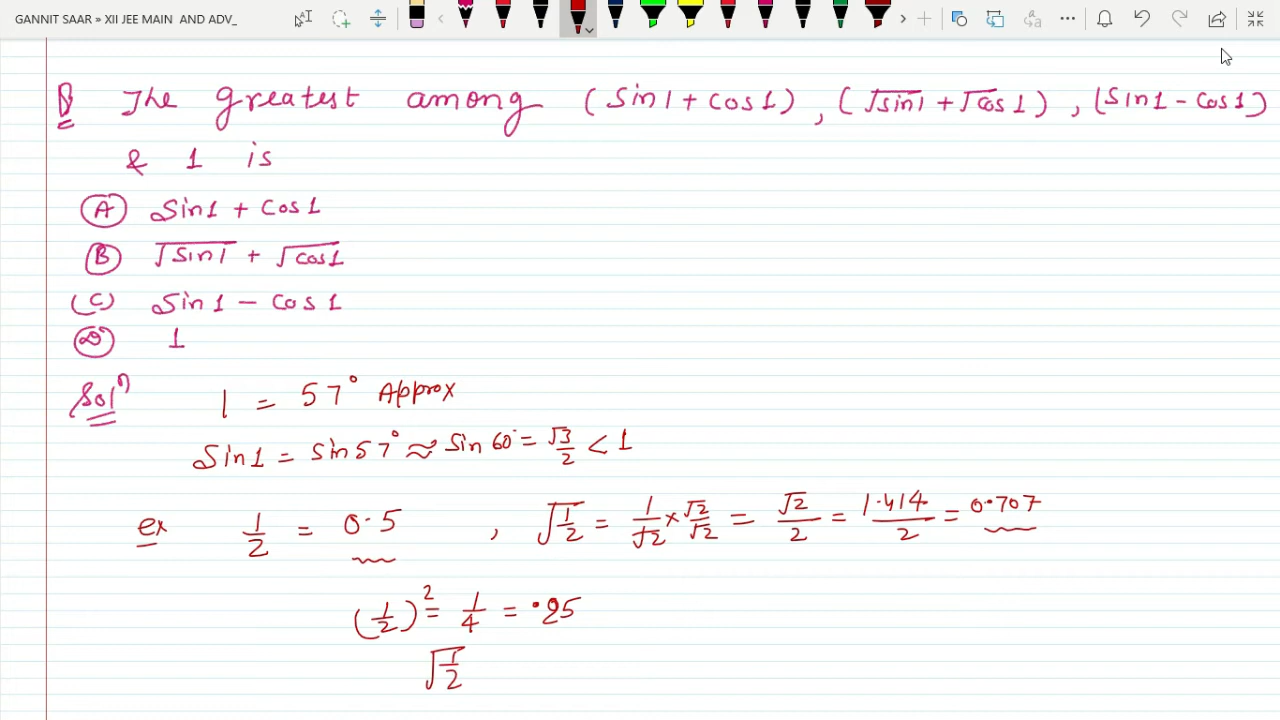 GANNIT SAAR » XII JEE MAIN AND ADV_
Q The greatest among (Sin1 + cos1), (√sin1 + √cos1), (Sin1 - cos1)
& 1 is
(A) Sin1 + cos1
(B) √sin1 + √cos1
(C) Sin1 - cos1
(D) 1
Solⁿ 1 = 57° Approx
Sin1 = sin57° ≈ sin60° = √3/2 < 1
ex 1/2 = 0.5 , √1/2 = 1/√2 × √2/√2 = √2/2 = 1.414/2 = 0.707
(1/2)² = 1/4 = .25
√1/2